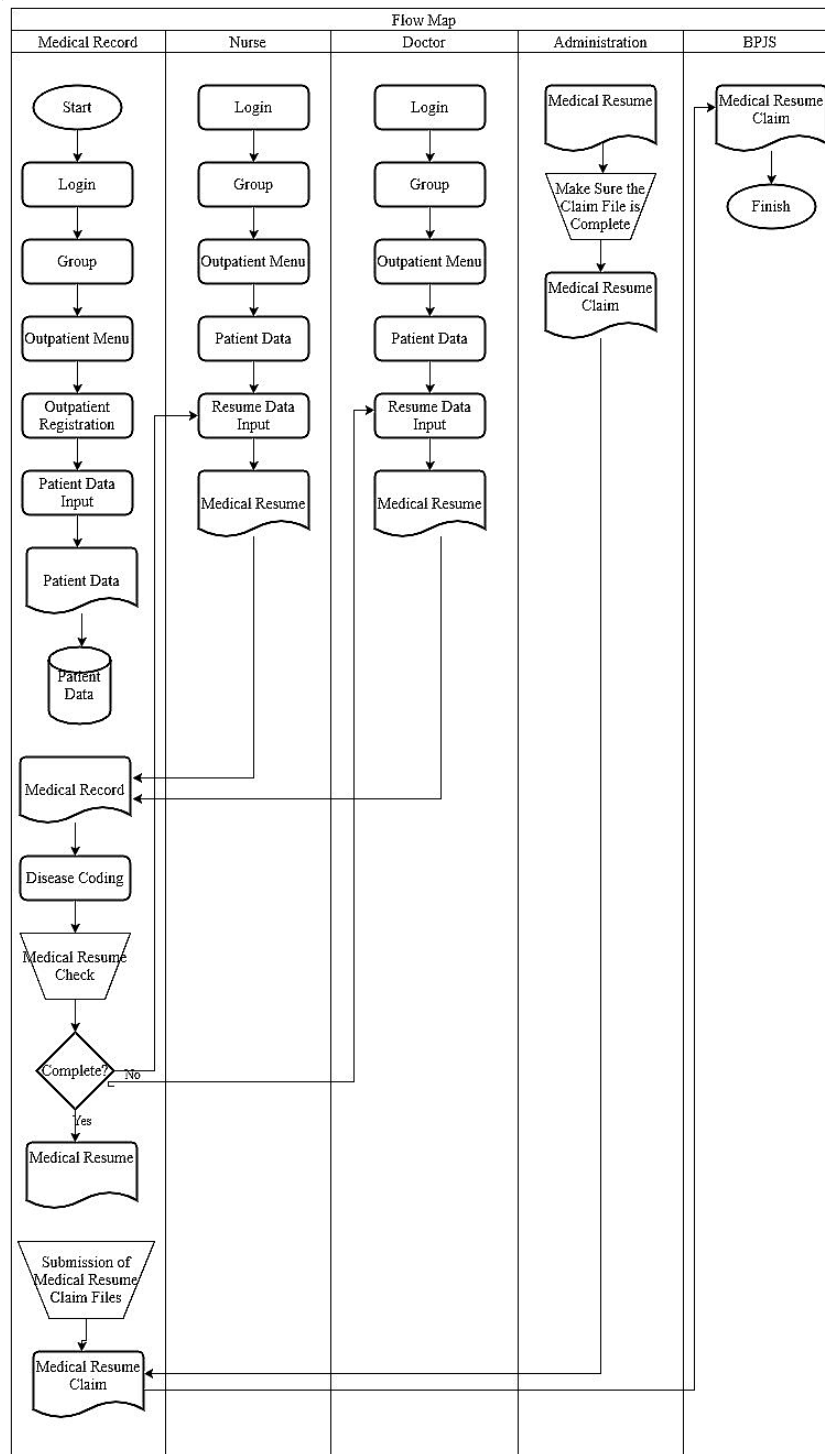 Flow Map
Medical Record
Nurse
Doctor
Administration
BPJS
Start
Login
Group
Outpatient Menu
Outpatient
Registration
Patient Data
Input
Patient Data
Patient
Data
Medical Record
Disease Coding
Medical Resume
Check
Complete?
No
Yes
Medical Resume
Submission of
Medical Resume
Claim Files
Medical Resume
Claim
Login
Group
Outpatient Menu
Patient Data
Resume Data
Input
Medical Resume
Login
Group
Outpatient Menu
Patient Data
Resume Data
Input
Medical Resume
Medical Resume
Make Sure the
Claim File is
Complete
Medical Resume
Claim
Medical Resume
Claim
Finish